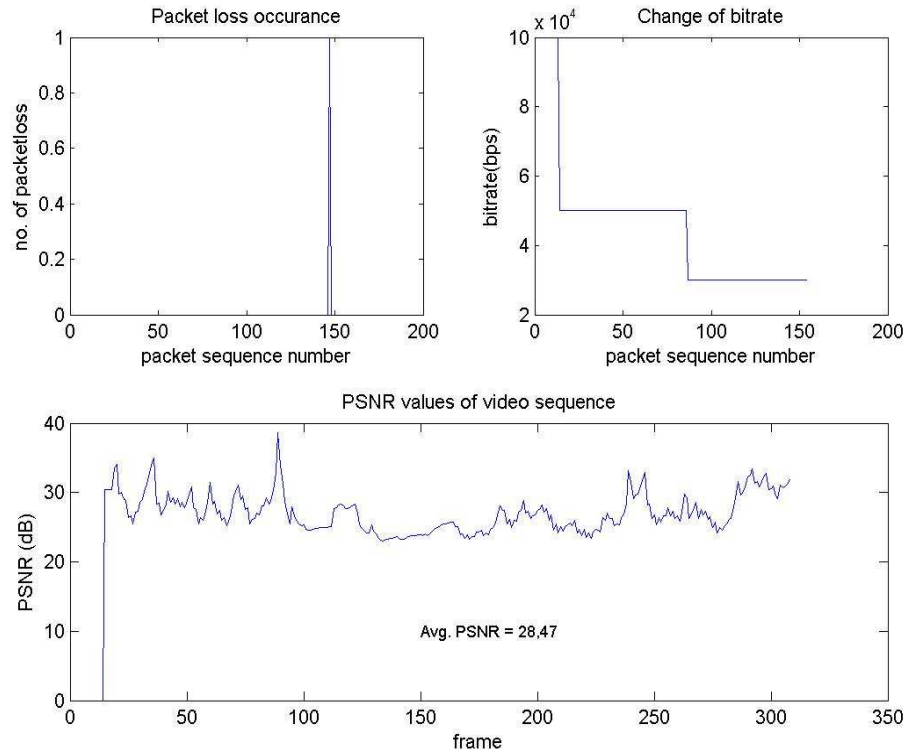 Packet loss occurance
1
0.8
0.6
0.4
0.2
0
no. of packetloss
0 50 100 150 200
packet sequence number
Change of bitrate
x 10^4
10
8
6
4
2
bitrate(bps)
0 50 100 150 200
packet sequence number
PSNR values of video sequence
40
30
20
10
0
PSNR (dB)
Avg. PSNR = 28,47
0 50 100 150 200 250 300 350
frame